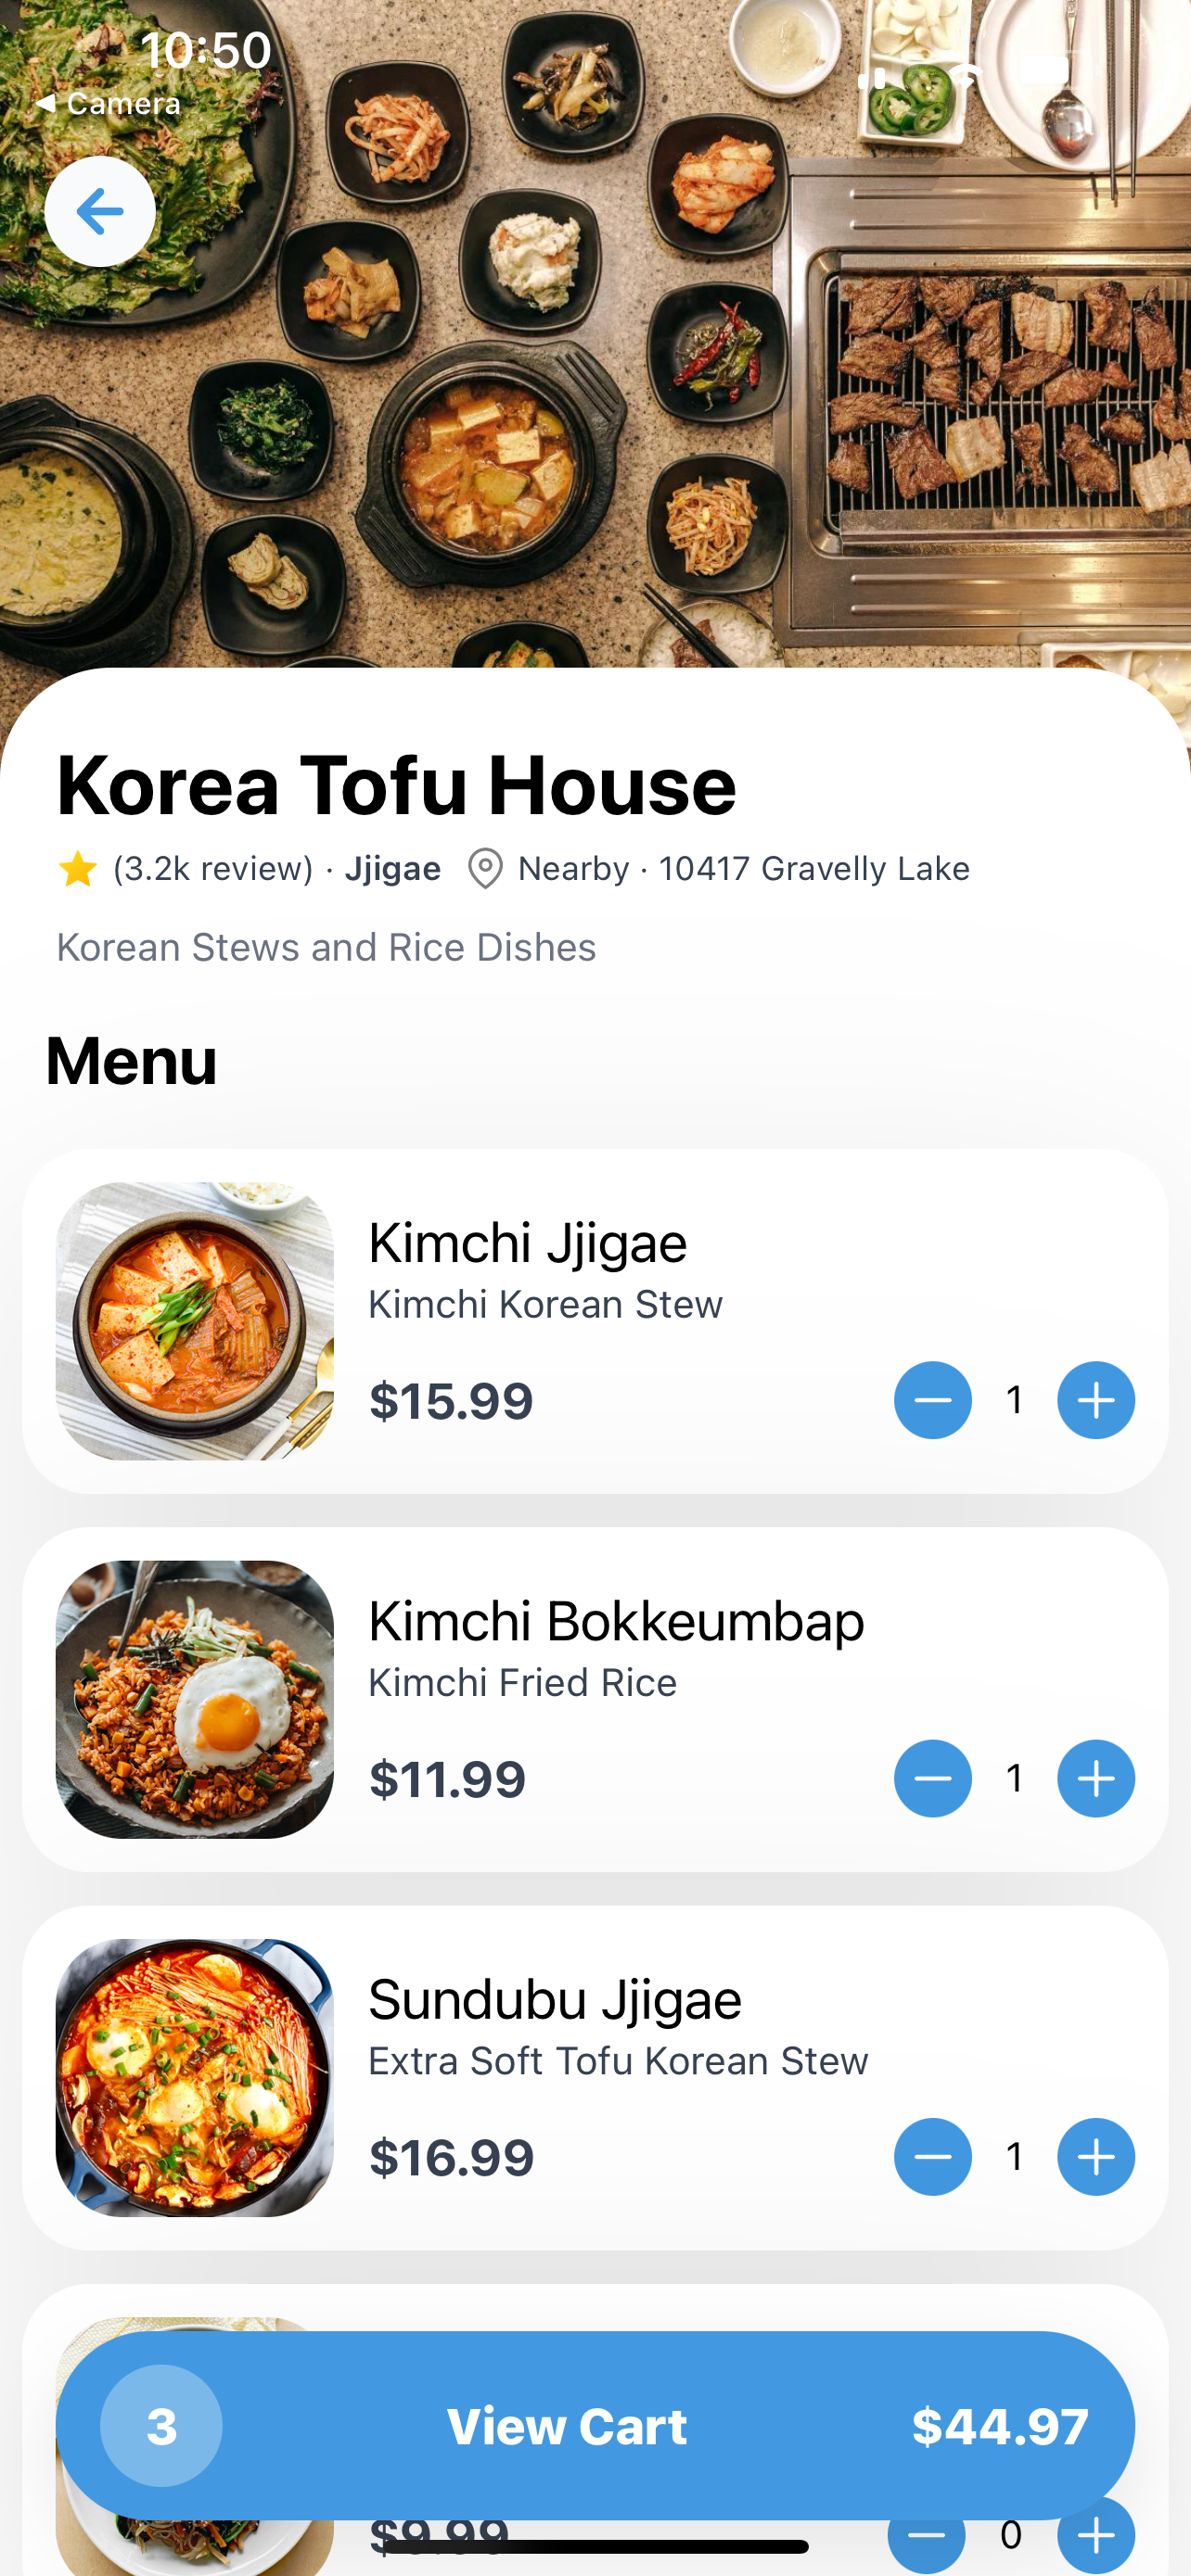 10:50
◀ Camera
Korea Tofu House
(3.2k review) · Jjigae Nearby · 10417 Gravelly Lake
Korean Stews and Rice Dishes
Menu
Kimchi Jjigae
Kimchi Korean Stew
$15.99 1
Kimchi Bokkeumbap
Kimchi Fried Rice
$11.99 1
Sundubu Jjigae
Extra Soft Tofu Korean Stew
$16.99 1
3 View Cart $44.97
$9.99 0